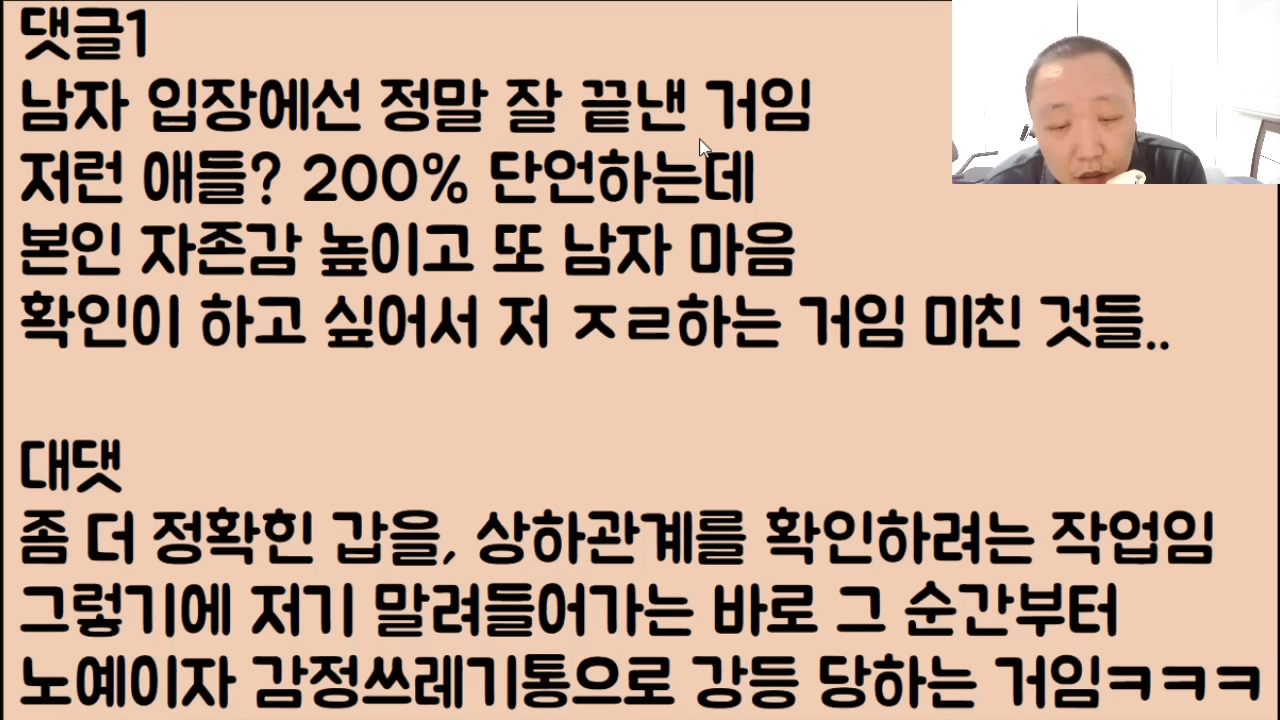 댓글1
남자 입장에선 정말 잘 끝낸 거임
저런 애들? 200% 단언하는데
본인 자존감 높이고 또 남자 마음
확인이 하고 싶어서 저 ㅈㄹ하는 거임 미친 것들..
대댓
좀 더 정확힌 갑을, 상하관계를 확인하려는 작업임
그렇기에 저기 말려들어가는 바로 그 순간부터
노예이자 감정쓰레기통으로 강등 당하는 거임ㅋㅋㅋ